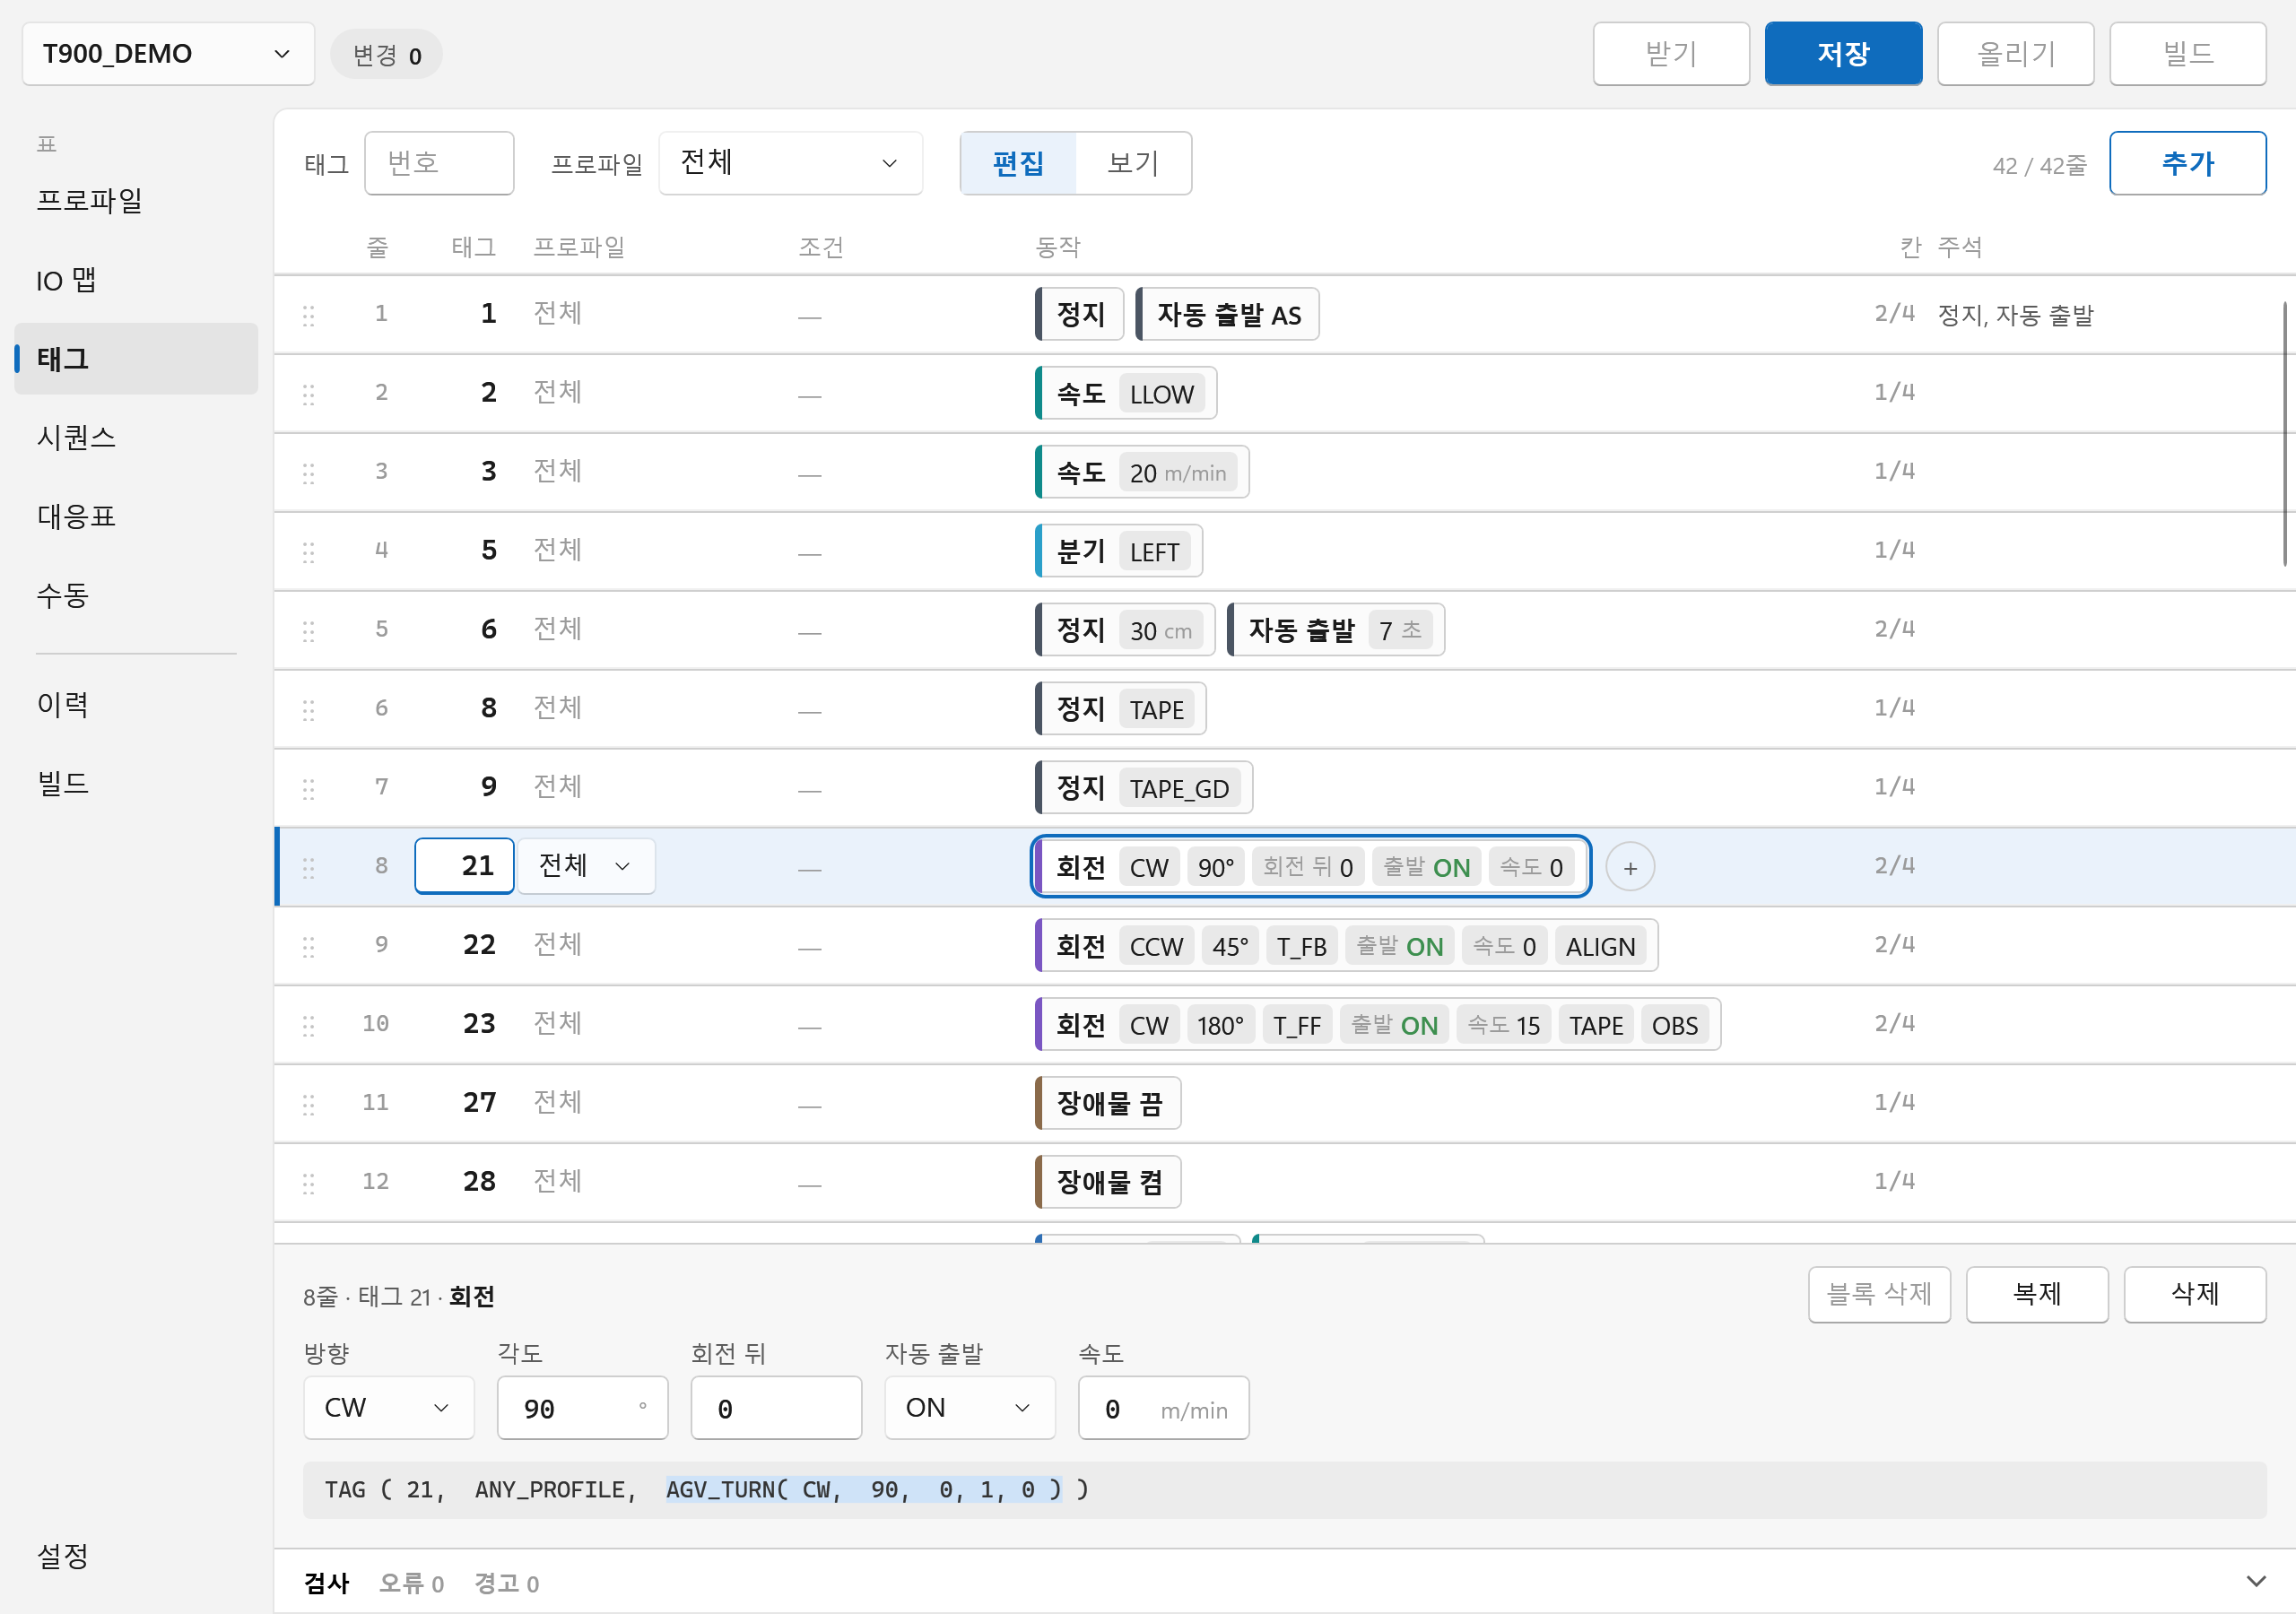 T900_DEMO 변경 0 받기 저장 올리기 빌드
표
프로파일
IO 맵
태그
시퀀스
대응표
수동
이력
빌드
설정
태그 번호 프로파일 전체 편집 보기 42 / 42줄 추가
줄 태그 프로파일 조건 동작 칸 주석
1 1 전체 — 정지 자동 출발 AS 2/4 정지, 자동 출발
2 2 전체 — 속도 LLOW 1/4
3 3 전체 — 속도 20 m/min 1/4
4 5 전체 — 분기 LEFT 1/4
5 6 전체 — 정지 30 cm 자동 출발 7 초 2/4
6 8 전체 — 정지 TAPE 1/4
7 9 전체 — 정지 TAPE_GD 1/4
8 21 전체 — 회전 CW 90° 회전 뒤 0 출발 ON 속도 0 + 2/4
9 22 전체 — 회전 CCW 45° T_FB 출발 ON 속도 0 ALIGN 2/4
10 23 전체 — 회전 CW 180° T_FF 출발 ON 속도 15 TAPE OBS 2/4
11 27 전체 — 장애물 끔 1/4
12 28 전체 — 장애물 켬 1/4
8줄 · 태그 21 · 회전 블록 삭제 복제 삭제
방향 각도 회전 뒤 자동 출발 속도
CW 90 ° 0 ON 0 m/min
TAG ( 21, ANY_PROFILE, AGV_TURN( CW, 90, 0, 1, 0 ) )
검사 오류 0 경고 0